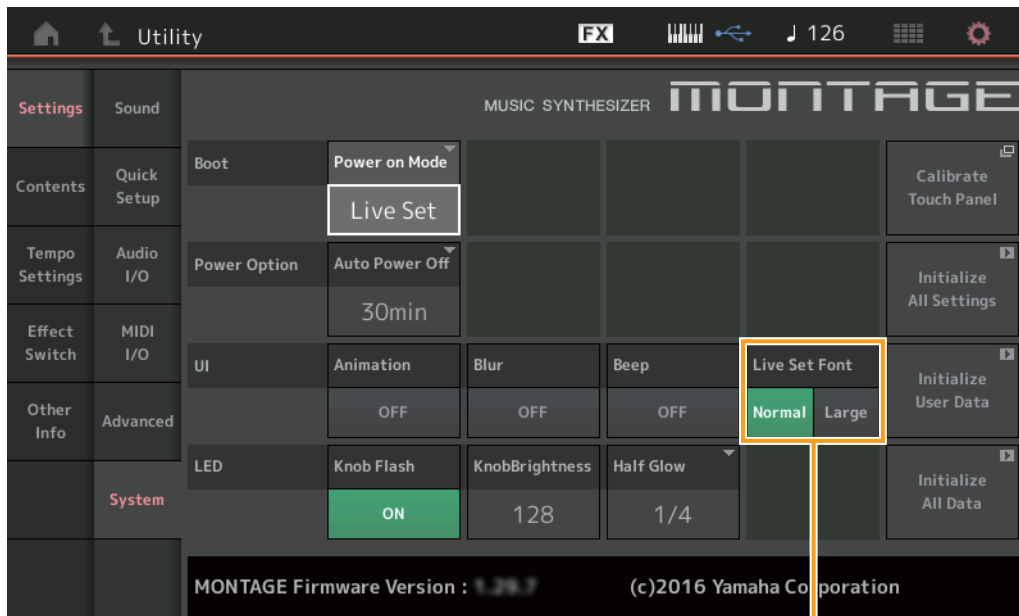 Utility FX 126
MUSIC SYNTHESIZER MONTAGE
Settings Sound
Contents Quick Setup
Tempo Settings Audio I/O
Effect Switch MIDI I/O
Other Info Advanced
System
Boot Power on Mode
Live Set
Calibrate
Touch Panel
Power Option Auto Power Off
30min
Initialize
All Settings
UI Animation Blur Beep Live Set Font
OFF OFF OFF Normal Large
Initialize
User Data
LED Knob Flash KnobBrightness Half Glow
ON 128 1/4
Initialize
All Data
MONTAGE Firmware Version : (c)2016 Yamaha Corporation